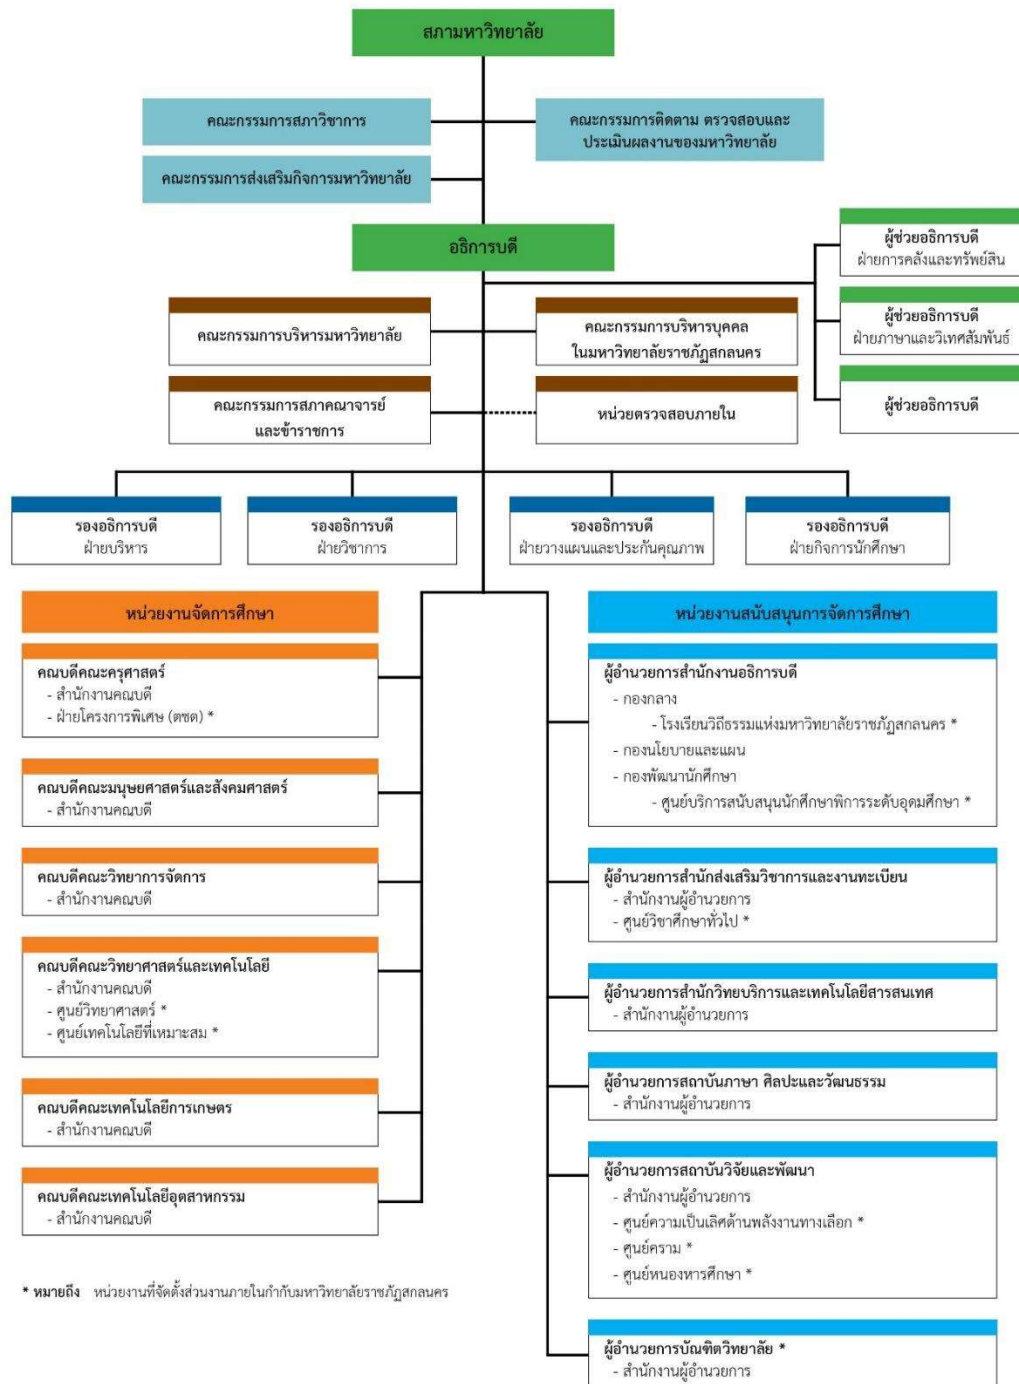 สภามหาวิทยาลัย
คณะกรรมการสภาวิชาการ
คณะกรรมการติดตาม ตรวจสอบและ
ประเมินผลงานของมหาวิทยาลัย
คณะกรรมการส่งเสริมกิจการมหาวิทยาลัย
อธิการบดี
ผู้ช่วยอธิการบดี
ฝ่ายการคลังและทรัพย์สิน
ผู้ช่วยอธิการบดี
ฝ่ายภาษาและวิเทศสัมพันธ์
ผู้ช่วยอธิการบดี
คณะกรรมการบริหารมหาวิทยาลัย
คณะกรรมการบริหารบุคคล
ในมหาวิทยาลัยราชภัฏสกลนคร
คณะกรรมการสภาคณาจารย์
และข้าราชการ
หน่วยตรวจสอบภายใน
รองอธิการบดี
ฝ่ายบริหาร
รองอธิการบดี
ฝ่ายวิชาการ
รองอธิการบดี
ฝ่ายวางแผนและประกันคุณภาพ
รองอธิการบดี
ฝ่ายกิจการนักศึกษา
หน่วยงานจัดการศึกษา
คณบดีคณะครุศาสตร์
- สำนักงานคณบดี
- ฝ่ายโครงการพิเศษ (ตชด) *
คณบดีคณะมนุษยศาสตร์และสังคมศาสตร์
- สำนักงานคณบดี
คณบดีคณะวิทยาการจัดการ
- สำนักงานคณบดี
คณบดีคณะวิทยาศาสตร์และเทคโนโลยี
- สำนักงานคณบดี
- ศูนย์วิทยาศาสตร์ *
- ศูนย์เทคโนโลยีที่เหมาะสม *
คณบดีคณะเทคโนโลยีการเกษตร
- สำนักงานคณบดี
คณบดีคณะเทคโนโลยีอุตสาหกรรม
- สำนักงานคณบดี
* หมายถึง หน่วยงานที่จัดตั้งส่วนงานภายในกำกับมหาวิทยาลัยราชภัฏสกลนคร
หน่วยงานสนับสนุนการจัดการศึกษา
ผู้อำนวยการสำนักงานอธิการบดี
- กองกลาง
- โรงเรียนวิถีธรรมแห่งมหาวิทยาลัยราชภัฏสกลนคร *
- กองนโยบายและแผน
- กองพัฒนานักศึกษา
- ศูนย์บริการสนับสนุนนักศึกษาพิการระดับอุดมศึกษา *
ผู้อำนวยการสำนักส่งเสริมวิชาการและงานทะเบียน
- สำนักงานผู้อำนวยการ
- ศูนย์วิชาศึกษาทั่วไป *
ผู้อำนวยการสำนักวิทยบริการและเทคโนโลยีสารสนเทศ
- สำนักงานผู้อำนวยการ
ผู้อำนวยการสถาบันภาษา ศิลปะและวัฒนธรรม
- สำนักงานผู้อำนวยการ
ผู้อำนวยการสถาบันวิจัยและพัฒนา
- สำนักงานผู้อำนวยการ
- ศูนย์ความเป็นเลิศด้านพลังงานทางเลือก *
- ศูนย์คราม *
- ศูนย์หนองหารศึกษา *
ผู้อำนวยการบัณฑิตวิทยาลัย *
- สำนักงานผู้อำนวยการ